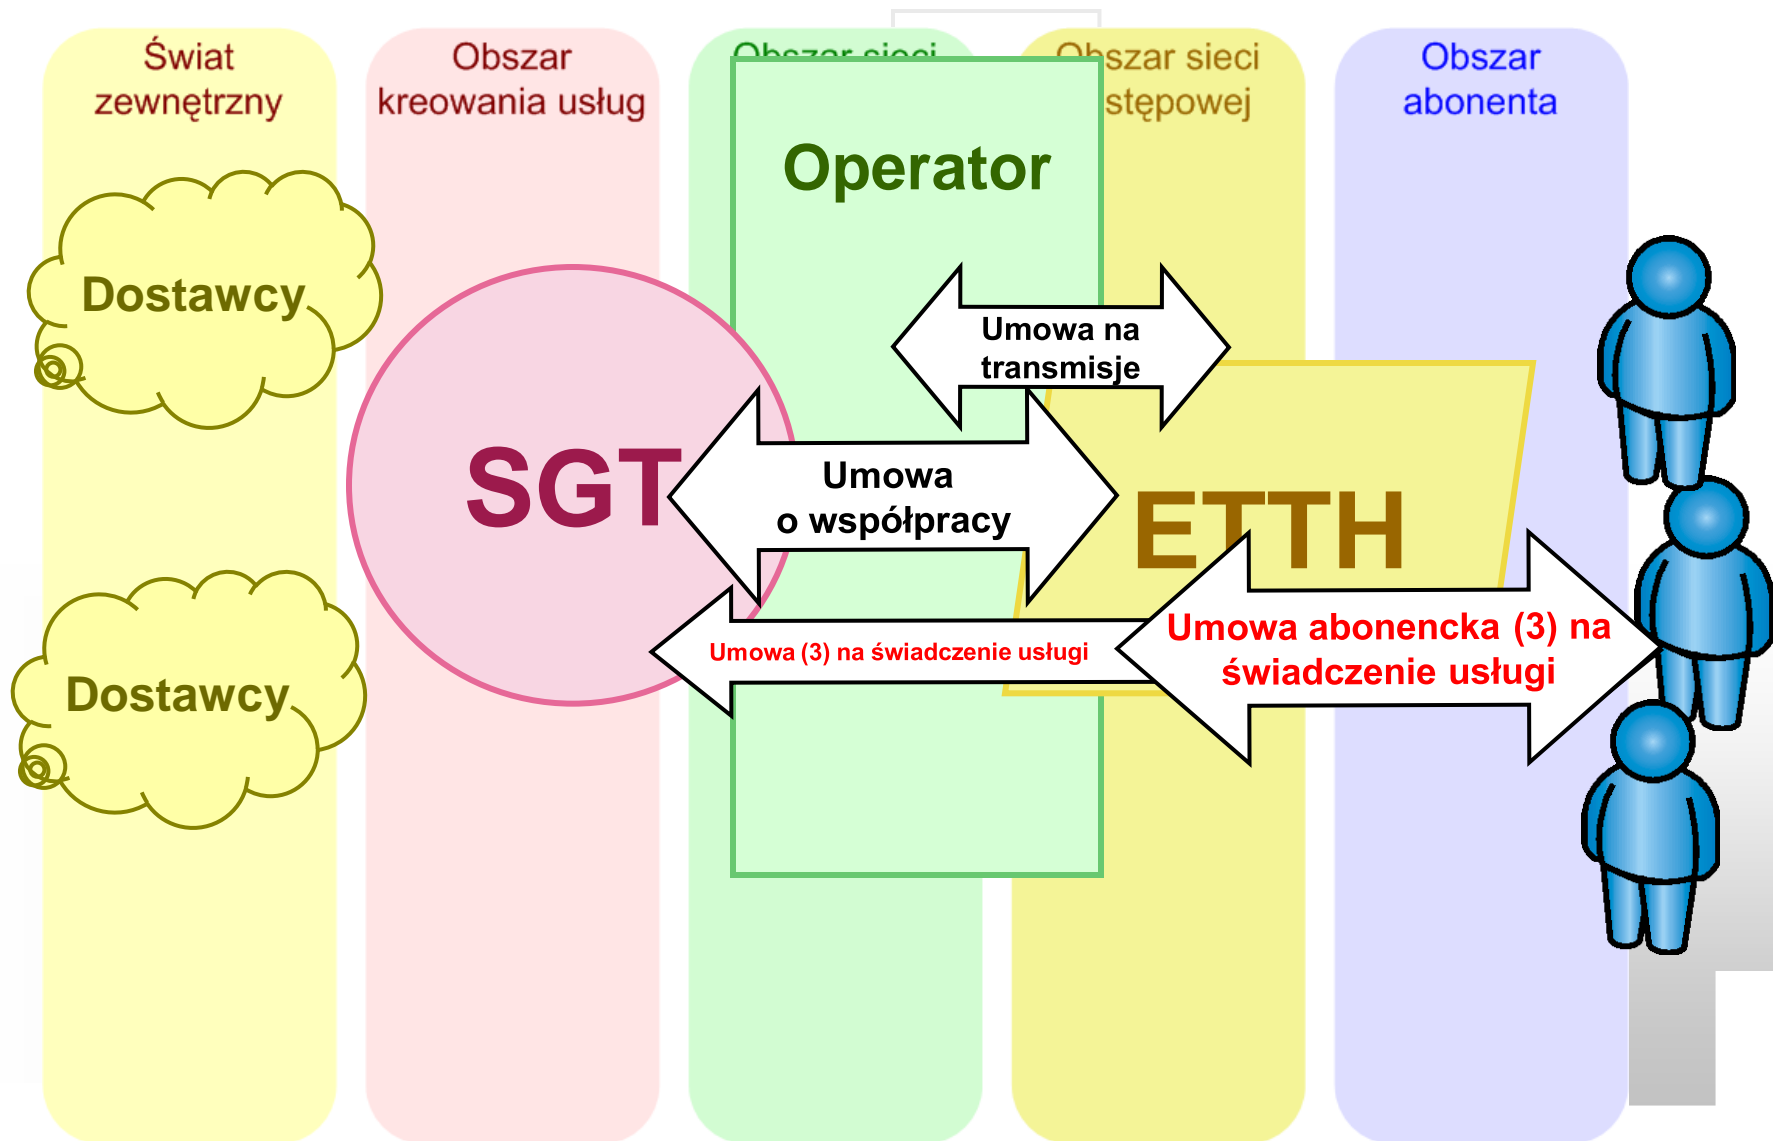 Świat
zewnętrzny
Obszar
kreowania usług
Obszar sieci
szar sieci
stępowej
Obszar
abonenta
Operator
Dostawcy
Umowa na
transmisje
SGT
Umowa
o współpracy
ETTH
Umowa (3) na świadczenie usługi
Umowa abonencka (3) na
świadczenie usługi
Dostawcy